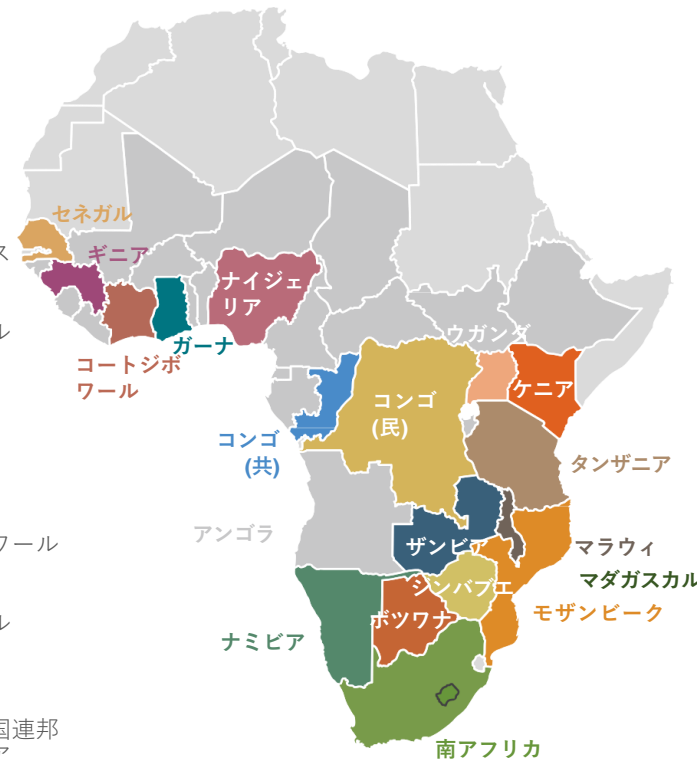 セネガル
ス
ギニア
ナイジェ
リア
ル
ウガンダ
ガーナ
コートジボ
ワール
ケニア
コンゴ
(民)
コンゴ
(共)
タンザニア
アンゴラ
ワール
ザンビア
マラウィ
マダガスカル
ジンバブエ
モザンビーク
ボツワナ
ル
ナミビア
国連邦
南アフリカ